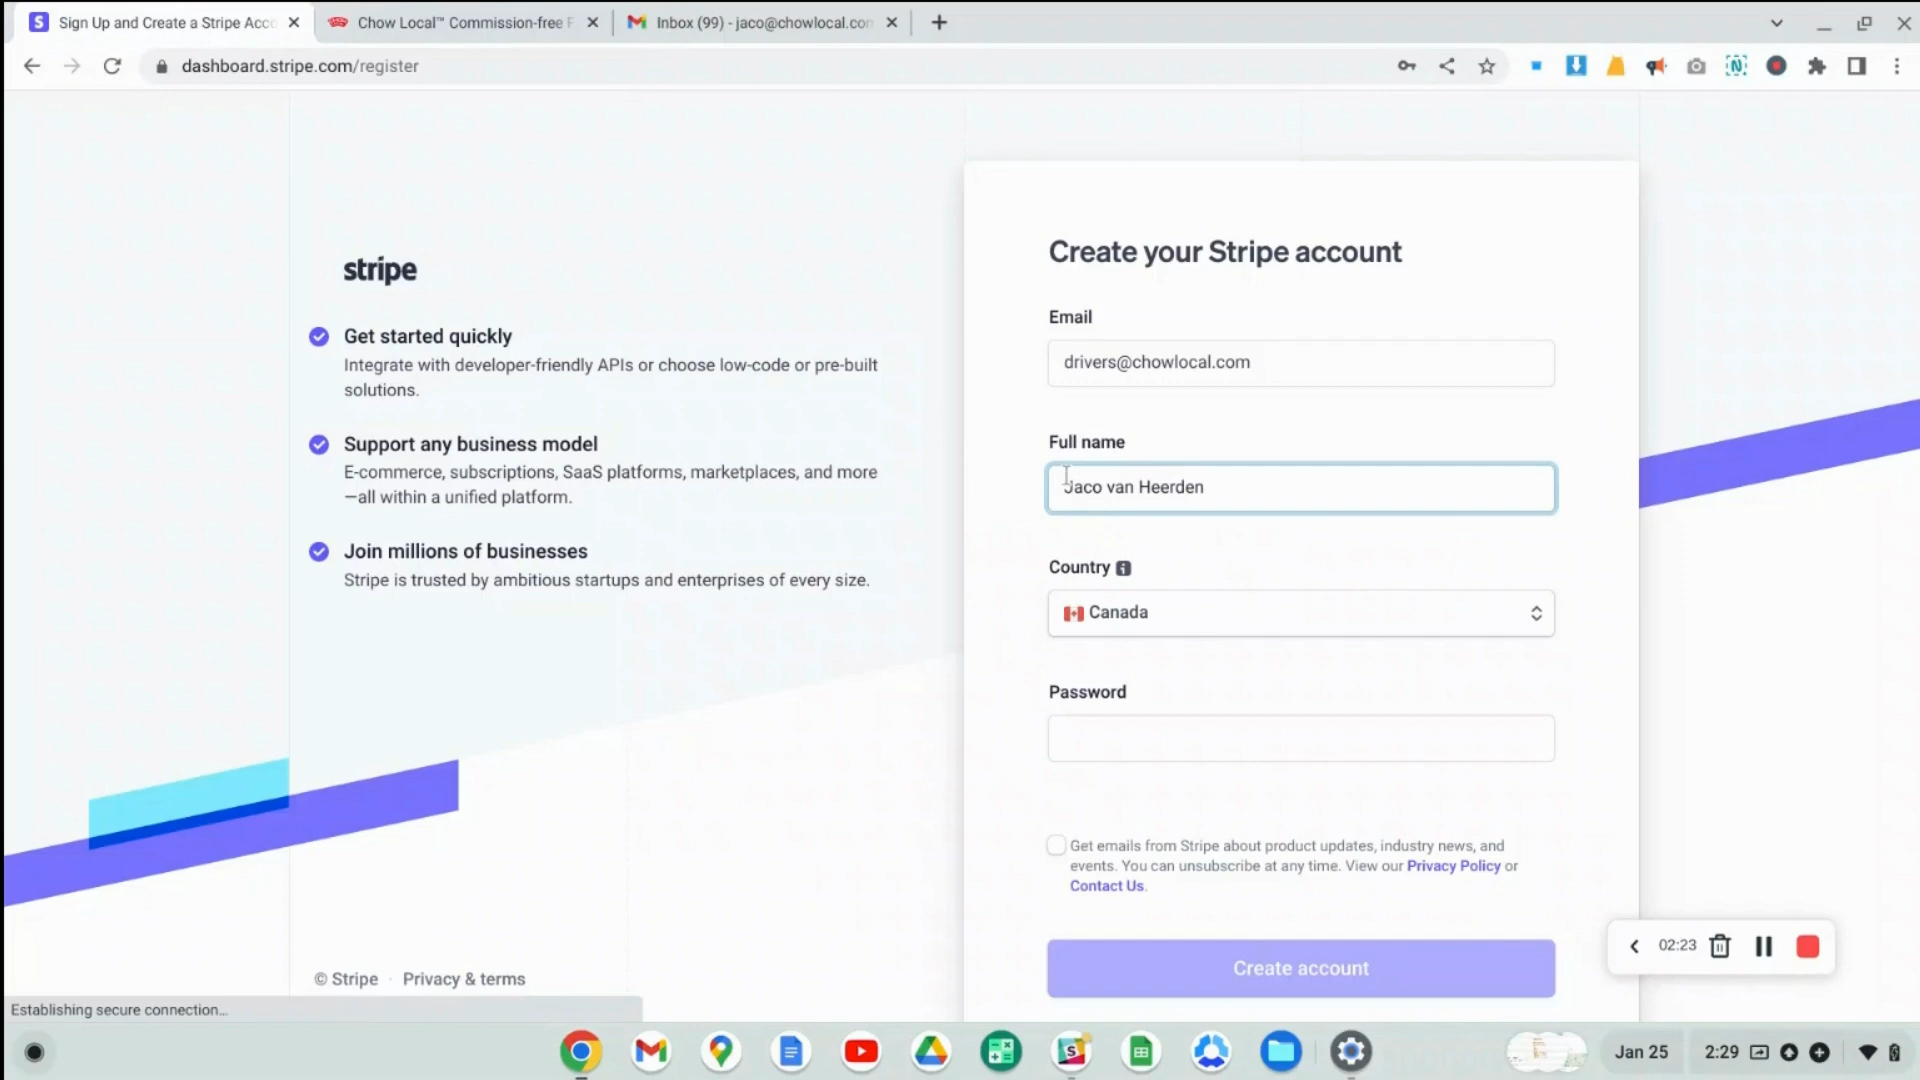 Sign Up and Create a Stripe Acco
Chow Local™ Commission-free F
Inbox (99) - jaco@chowlocal.com
dashboard.stripe.com/register
stripe
Get started quickly
Integrate with developer-friendly APIs or choose low-code or pre-built
solutions.
Support any business model
E-commerce, subscriptions, SaaS platforms, marketplaces, and more
—all within a unified platform.
Join millions of businesses
Stripe is trusted by ambitious startups and enterprises of every size.
© Stripe · Privacy & terms
Create your Stripe account
Email
drivers@chowlocal.com
Full name
Jaco van Heerden
Country
Canada
Password
Get emails from Stripe about product updates, industry news, and
events. You can unsubscribe at any time. View our Privacy Policy or
Contact Us.
Create account
02:23
Establishing secure connection...
Jan 25
2:29